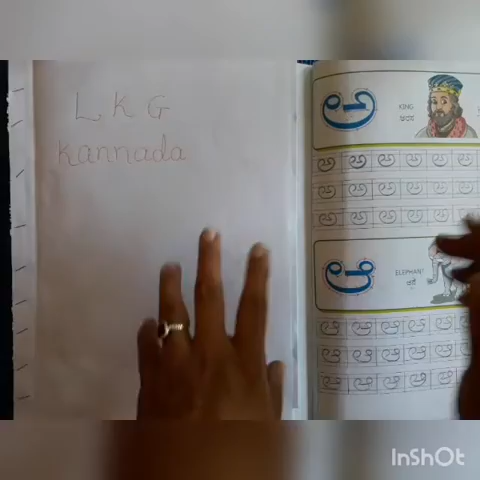 L K G
kannada
ಅ
KING
ಅರಸ
ಅ ಅ ಅ ಅ ಅ ಅ
ಅ ಅ ಅ ಅ ಅ ಅ
ಅ ಅ ಅ ಅ ಅ ಅ
ಆ
ELEPHANT
ಆನೆ
ಆ ಆ ಆ ಆ ಆ ಆ
ಆ ಆ ಆ ಆ ಆ ಆ
ಆ ಆ ಆ ಆ ಆ ಆ
InShOt